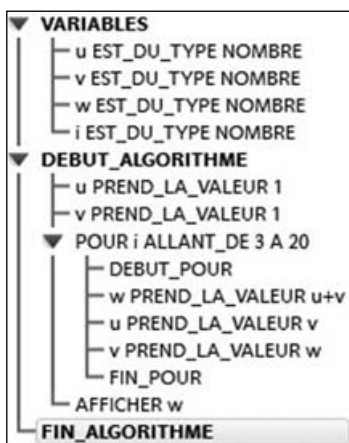 VARIABLES
u EST_DU_TYPE NOMBRE
v EST_DU_TYPE NOMBRE
w EST_DU_TYPE NOMBRE
i EST_DU_TYPE NOMBRE
DEBUT_ALGORITHME
u PREND_LA_VALEUR 1
v PREND_LA_VALEUR 1
POUR i ALLANT_DE 3 A 20
DEBUT_POUR
w PREND_LA_VALEUR u+v
u PREND_LA_VALEUR v
v PREND_LA_VALEUR w
FIN_POUR
AFFICHER w
FIN_ALGORITHME